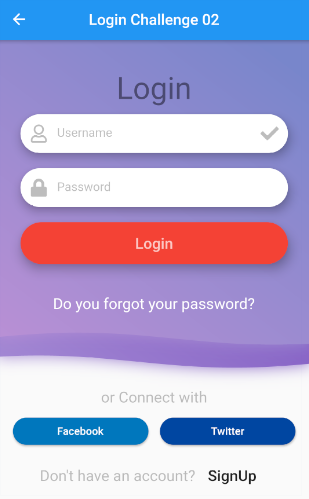 Login Challenge 02
Login
Username
Password
Login
Do you forgot your password?
or Connect with
Facebook
Twitter
Don't have an account? SignUp